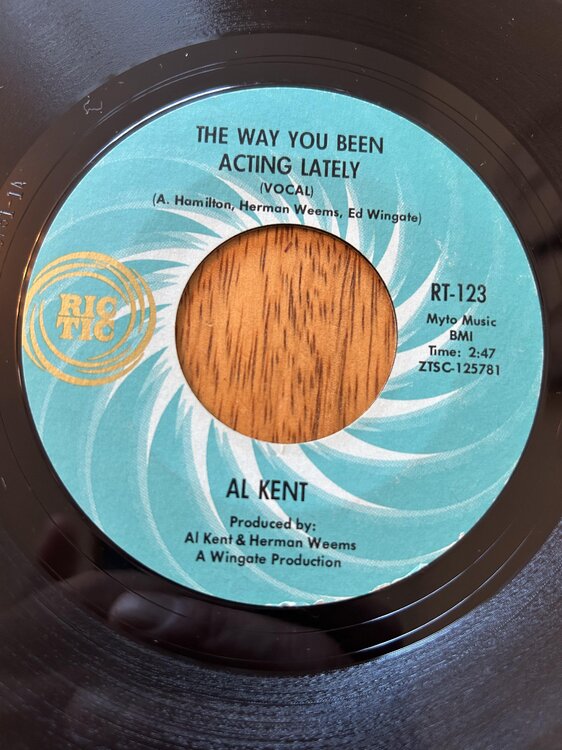 THE WAY YOU BEEN
ACTING LATELY
(VOCAL)
(A. Hamilton, Herman Weems, Ed Wingate)
RIC
TIC
RT-123
Myto Music
BMI
Time: 2:47
ZTSC-125781
AL KENT
Produced by:
Al Kent & Herman Weems
A Wingate Production